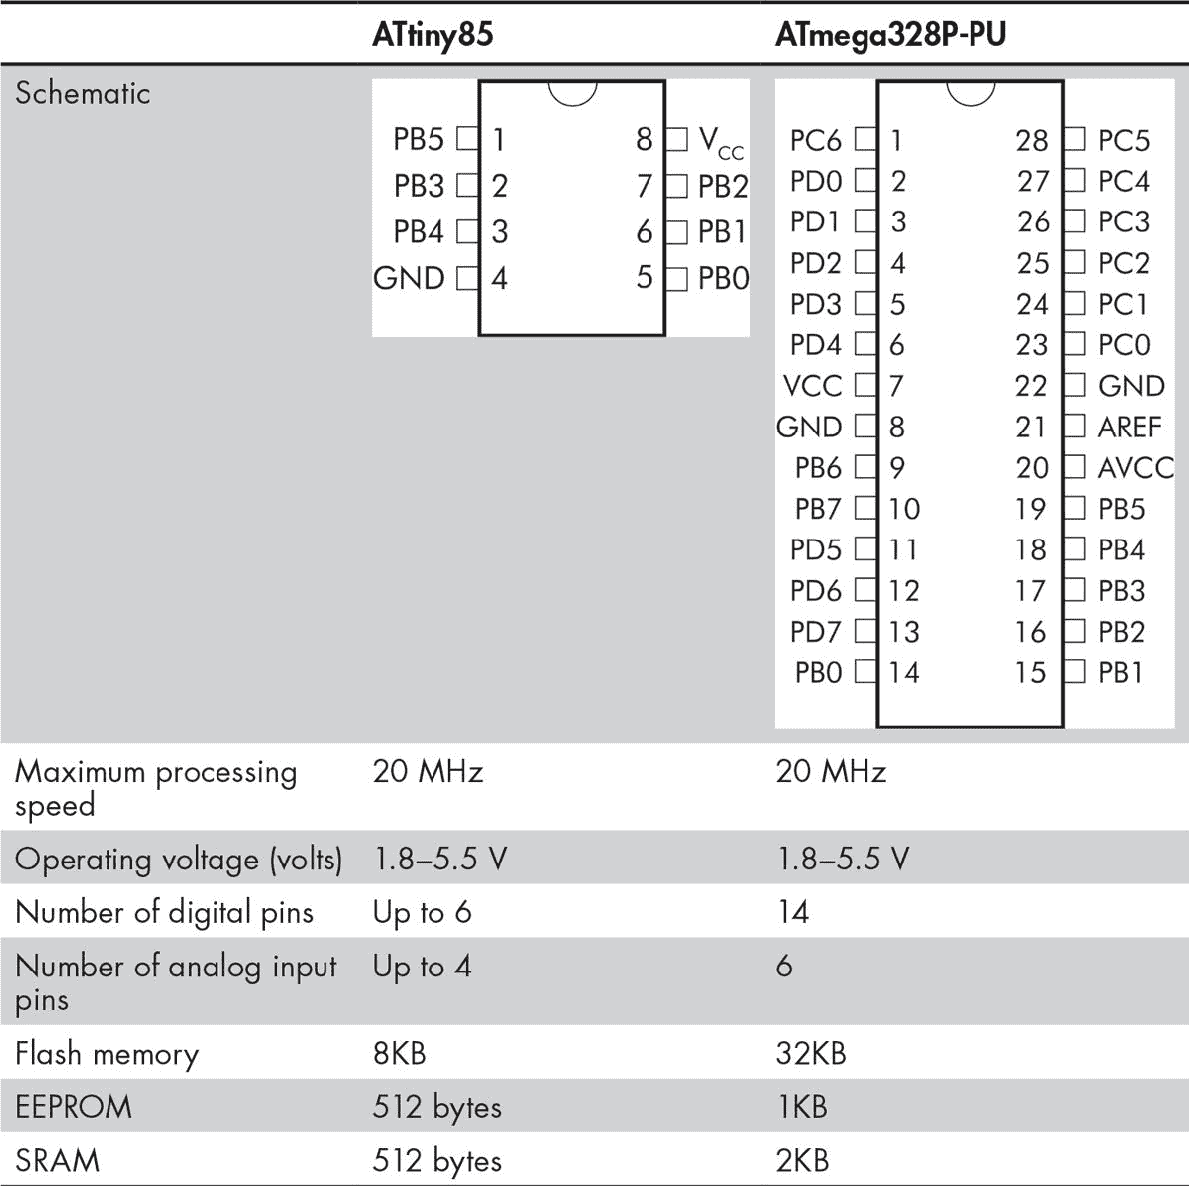 ATtiny85 ATmega328P-PU
Schematic
PB5 1 8 VCC
PB3 2 7 PB2
PB4 3 6 PB1
GND 4 5 PB0
PC6 1 28 PC5
PD0 2 27 PC4
PD1 3 26 PC3
PD2 4 25 PC2
PD3 5 24 PC1
PD4 6 23 PC0
VCC 7 22 GND
GND 8 21 AREF
PB6 9 20 AVCC
PB7 10 19 PB5
PD5 11 18 PB4
PD6 12 17 PB3
PD7 13 16 PB2
PB0 14 15 PB1
Maximum processing 20 MHz 20 MHz
speed
Operating voltage (volts) 1.8–5.5 V 1.8–5.5 V
Number of digital pins Up to 6 14
Number of analog input Up to 4 6
pins
Flash memory 8KB 32KB
EEPROM 512 bytes 1KB
SRAM 512 bytes 2KB